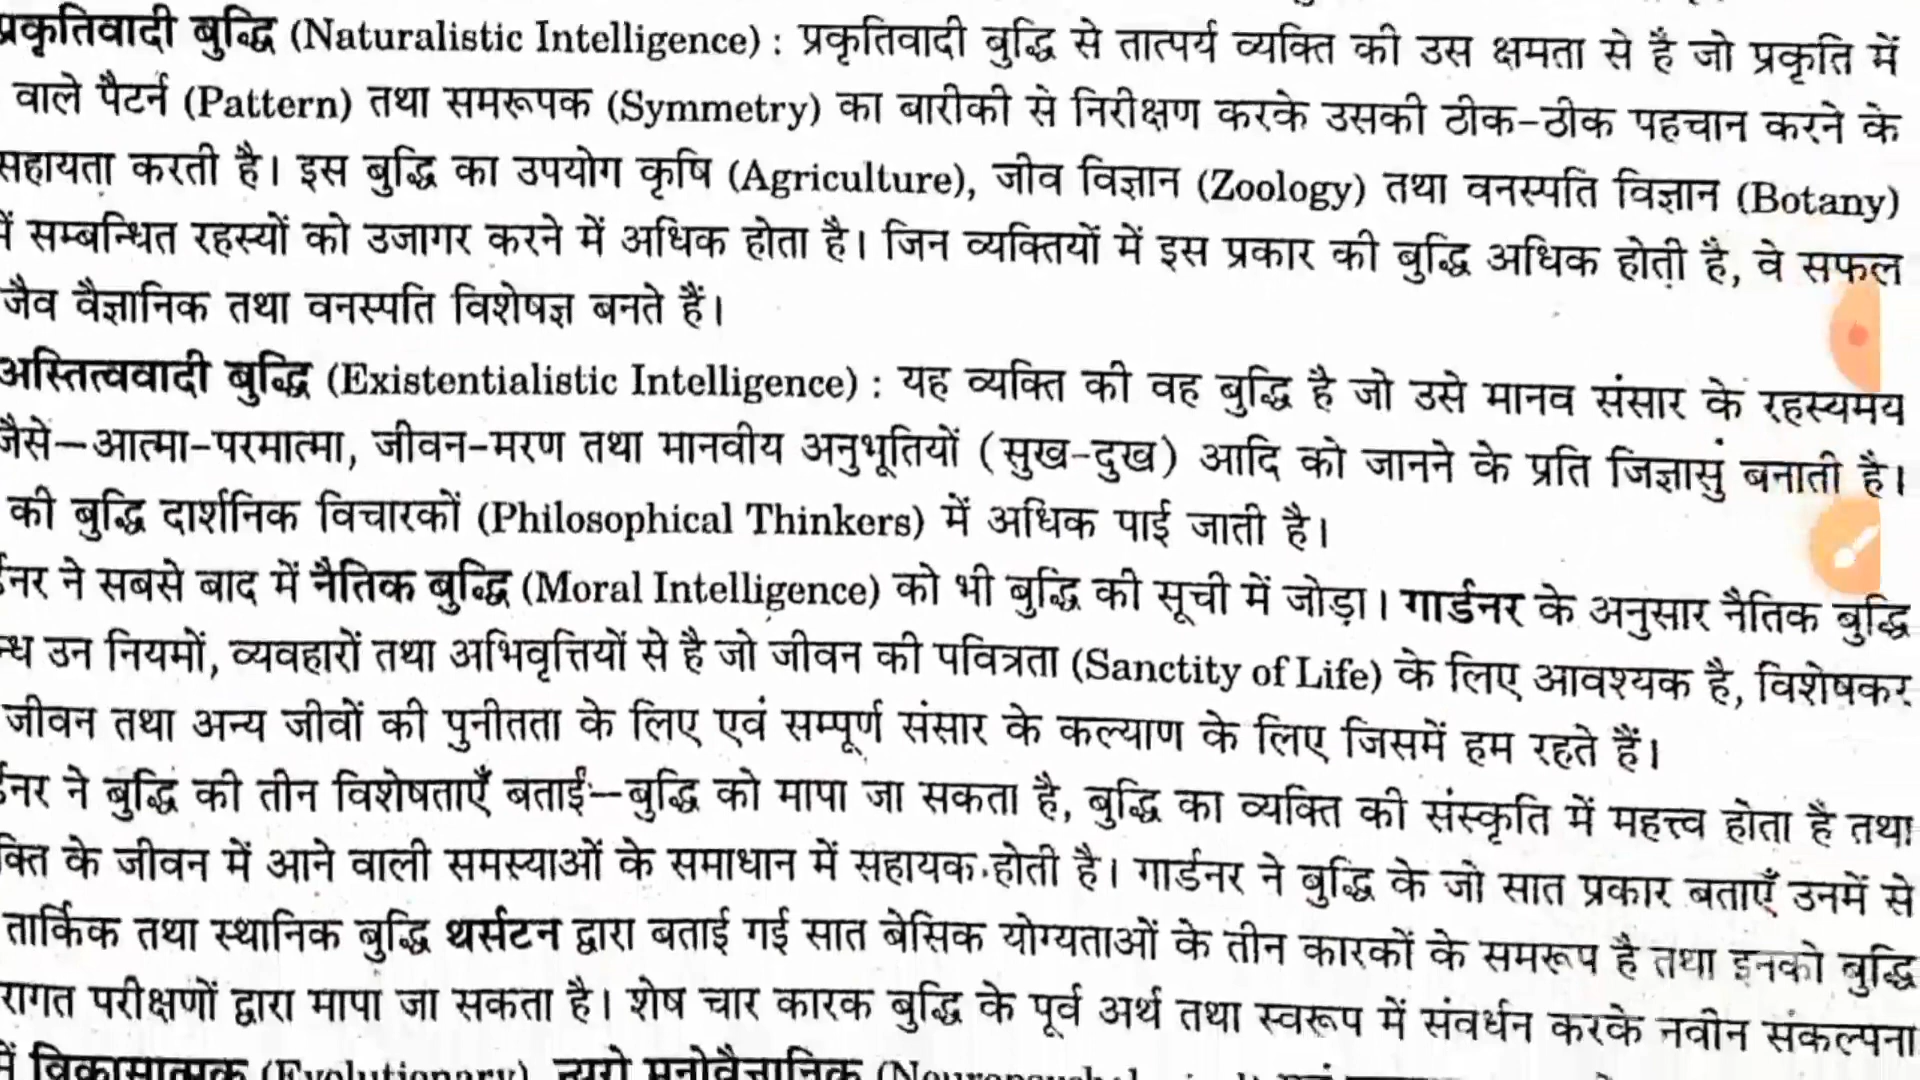 प्रकृतिवादी बुद्धि (Naturalistic Intelligence) : प्रकृतिवादी बुद्धि से तात्पर्य व्यक्ति की उस क्षमता से है जो प्रकृति में
वाले पैटर्न (Pattern) तथा समरूपक (Symmetry) का बारीकी से निरीक्षण करके उसकी ठीक-ठीक पहचान करने के
सहायता करती है। इस बुद्धि का उपयोग कृषि (Agriculture), जीव विज्ञान (Zoology) तथा वनस्पति विज्ञान (Botany)
में सम्बन्धित रहस्यों को उजागर करने में अधिक होता है। जिन व्यक्तियों में इस प्रकार की बुद्धि अधिक होती है, वे सफल
जैव वैज्ञानिक तथा वनस्पति विशेषज्ञ बनते हैं।
अस्तित्ववादी बुद्धि (Existentialistic Intelligence) : यह व्यक्ति की वह बुद्धि है जो उसे मानव संसार के रहस्यमय
जैसे—आत्मा-परमात्मा, जीवन-मरण तथा मानवीय अनुभूतियों (सुख-दुख) आदि को जानने के प्रति जिज्ञासुं बनाती है।
की बुद्धि दार्शनिक विचारकों (Philosophical Thinkers) में अधिक पाई जाती है।
र्डनर ने सबसे बाद में नैतिक बुद्धि (Moral Intelligence) को भी बुद्धि की सूची में जोड़ा। गार्डनर के अनुसार नैतिक बुद्धि
न्ध उन नियमों, व्यवहारों तथा अभिवृत्तियों से है जो जीवन की पवित्रता (Sanctity of Life) के लिए आवश्यक है, विशेषकर
जीवन तथा अन्य जीवों की पुनीतता के लिए एवं सम्पूर्ण संसार के कल्याण के लिए जिसमें हम रहते हैं।
र्डनर ने बुद्धि की तीन विशेषताएँ बताईं—बुद्धि को मापा जा सकता है, बुद्धि का व्यक्ति की संस्कृति में महत्त्व होता है तथा
क्ति के जीवन में आने वाली समस्याओं के समाधान में सहायक होती है। गार्डनर ने बुद्धि के जो सात प्रकार बताएँ उनमें से
तार्किक तथा स्थानिक बुद्धि थर्सटन द्वारा बताई गई सात बेसिक योग्यताओं के तीन कारकों के समरूप है तथा इनको बुद्धि
रागत परीक्षणों द्वारा मापा जा सकता है। शेष चार कारक बुद्धि के पूर्व अर्थ तथा स्वरूप में संवर्धन करके नवीन संकल्पना
में विकासात्मक (Evolutionary), न्यूरो मनोवैज्ञानिक